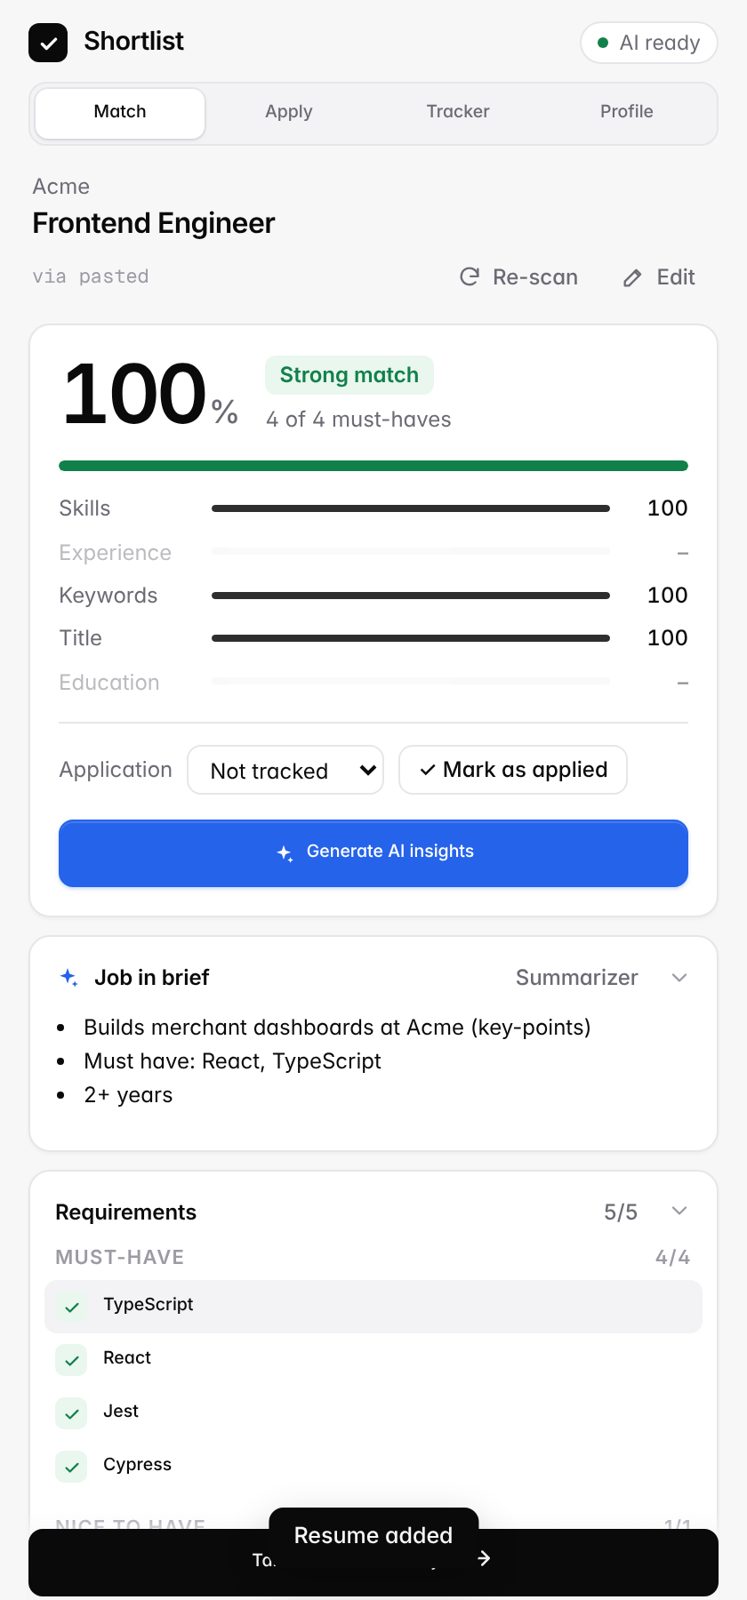 Shortlist
AI ready
Match Apply Tracker Profile
Acme
Frontend Engineer
via pasted
Re-scan Edit
100%
Strong match
4 of 4 must-haves
Skills 100
Experience –
Keywords 100
Title 100
Education –
Application Not tracked Mark as applied
Generate AI insights
Job in brief Summarizer
Builds merchant dashboards at Acme (key-points)
Must have: React, TypeScript
2+ years
Requirements 5/5
MUST-HAVE 4/4
TypeScript
React
Jest
Cypress
NICE TO HAVE 1/1
Resume added